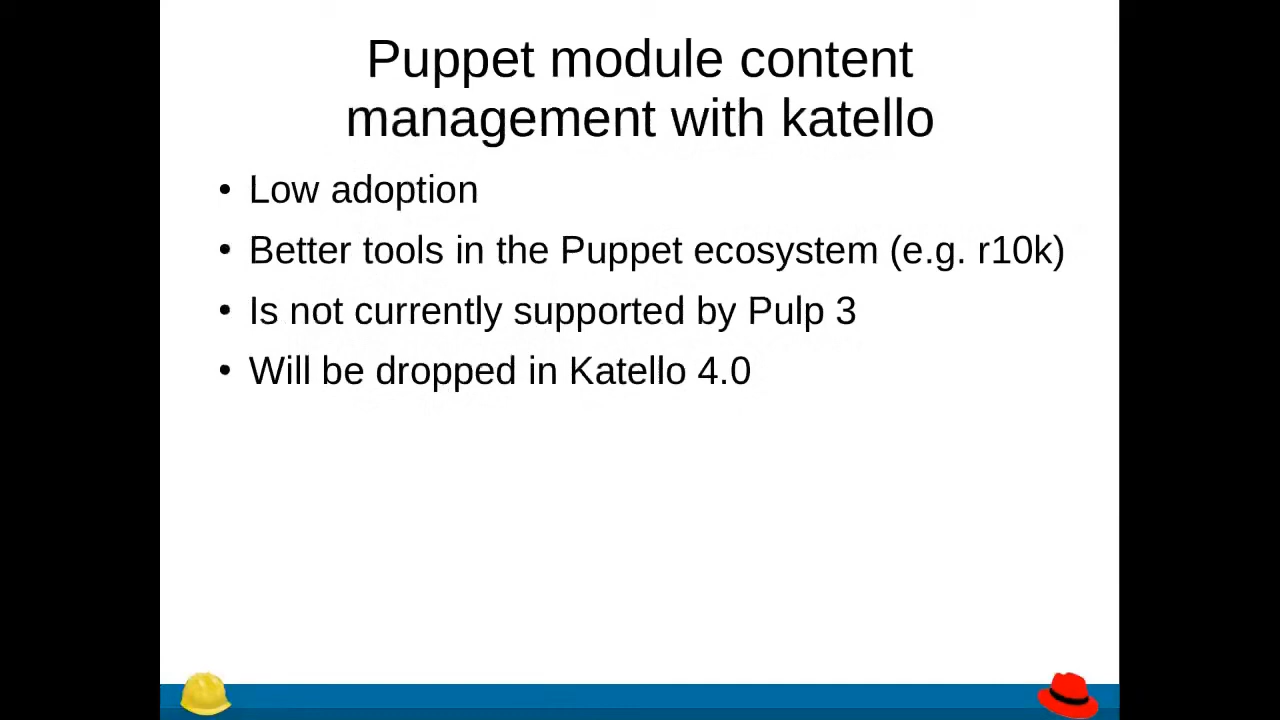 Puppet module content
management with katello
• Low adoption
• Better tools in the Puppet ecosystem (e.g. r10k)
• Is not currently supported by Pulp 3
• Will be dropped in Katello 4.0